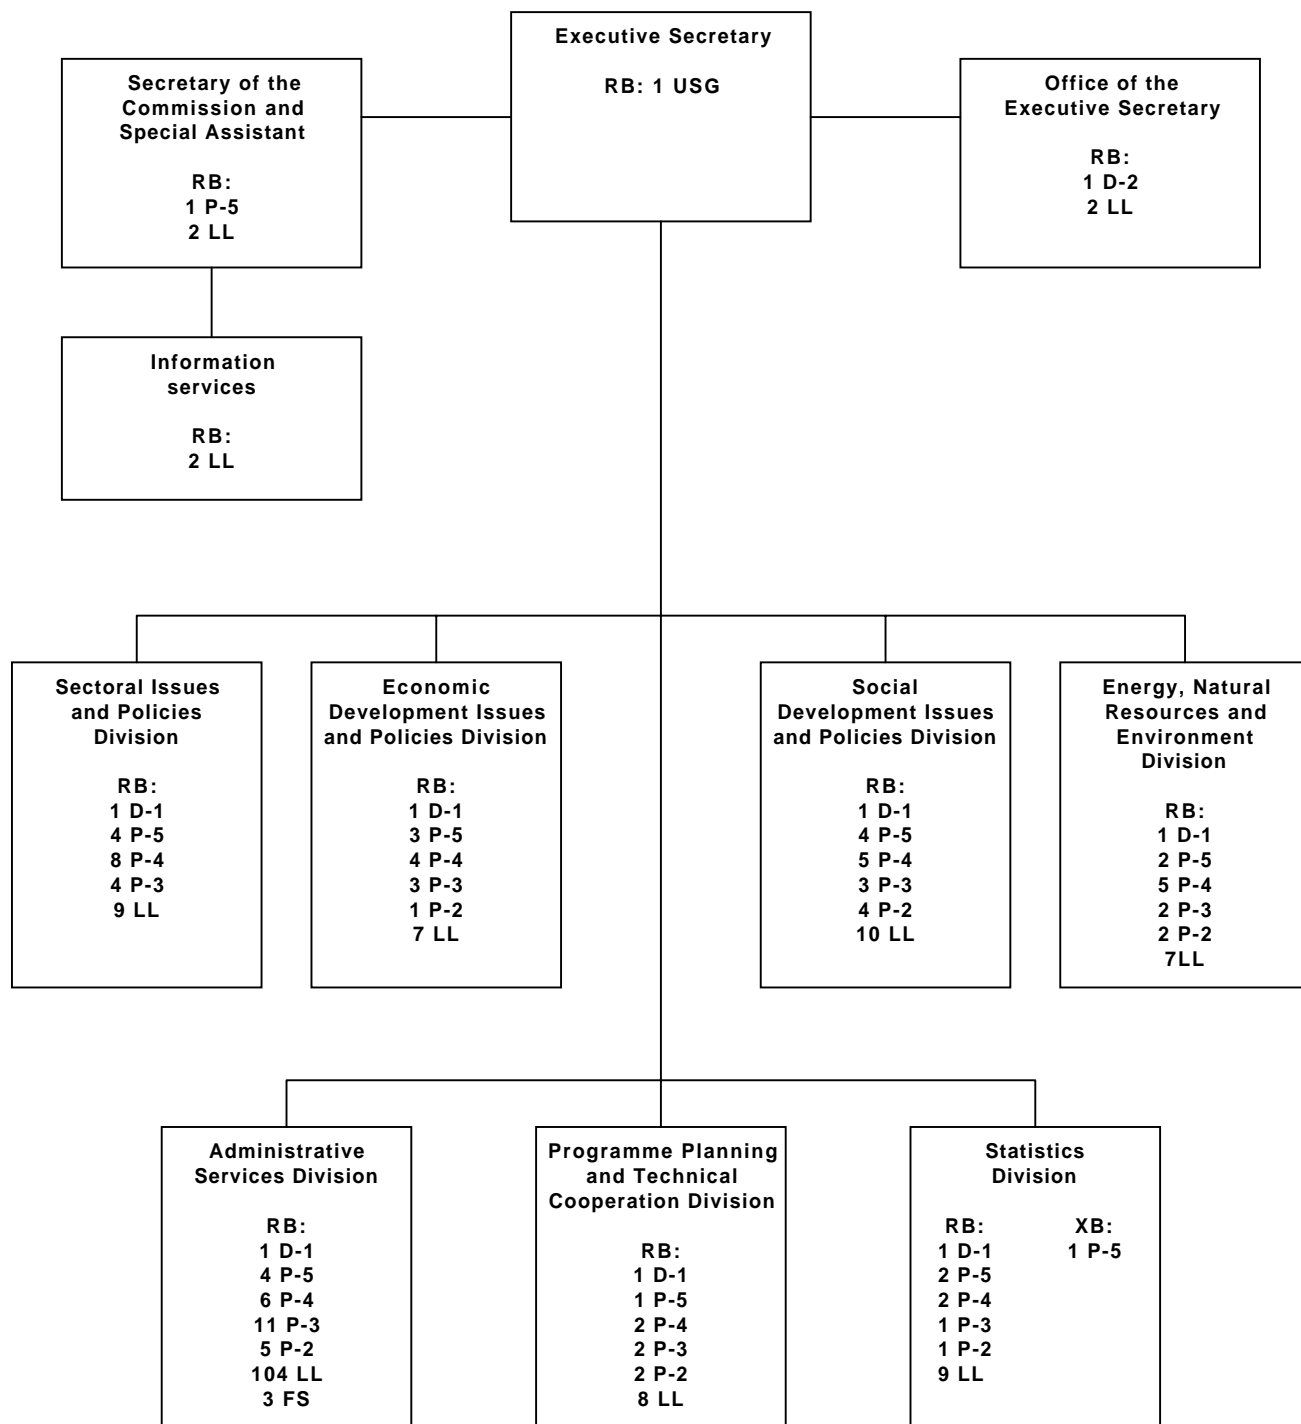 Executive Secretary
RB: 1 USG
Secretary of the
Commission and
Special Assistant
RB:
1 P-5
2 LL
Office of the
Executive Secretary
RB:
1 D-2
2 LL
Information
services
RB:
2 LL
Sectoral Issues
and Policies
Division
RB:
1 D-1
4 P-5
8 P-4
4 P-3
9 LL
Economic
Development Issues
and Policies Division
RB:
1 D-1
3 P-5
4 P-4
3 P-3
1 P-2
7 LL
Social
Development Issues
and Policies Division
RB:
1 D-1
4 P-5
5 P-4
3 P-3
4 P-2
10 LL
Energy, Natural
Resources and
Environment
Division
RB:
1 D-1
2 P-5
5 P-4
2 P-3
2 P-2
7LL
Administrative
Services Division
RB:
1 D-1
4 P-5
6 P-4
11 P-3
5 P-2
104 LL
3 FS
Programme Planning
and Technical
Cooperation Division
RB:
1 D-1
1 P-5
2 P-4
2 P-3
2 P-2
8 LL
Statistics
Division
RB:
1 D-1
2 P-5
2 P-4
1 P-3
1 P-2
9 LL
XB:
1 P-5